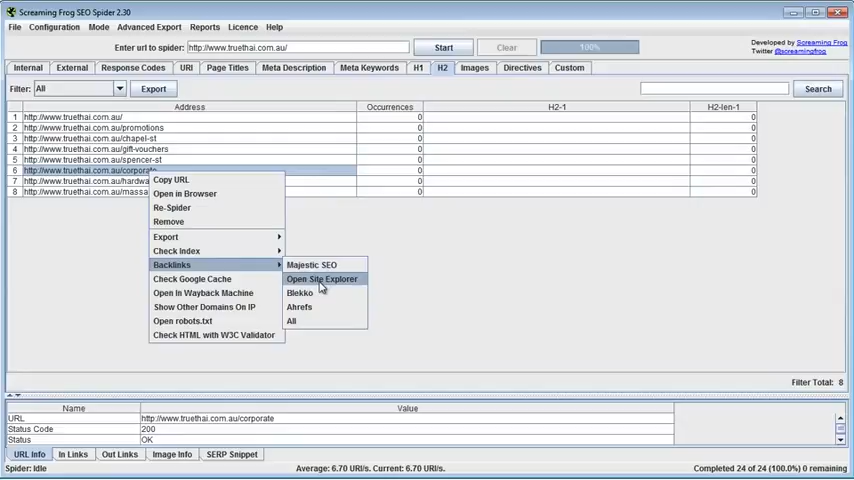 Screaming Frog SEO Spider 2.30
File Configuration Mode Advanced Export Reports Licence Help
Enter url to spider: http://www.truethai.com.au/ Start Clear 100%
Developed by Screaming Frog
Twitter @screamingfrog
Internal External Response Codes URI Page Titles Meta Description Meta Keywords H1 H2 Images Directives Custom
Filter: All Export Search
Address Occurrences H2-1 H2-len-1
1 http://www.truethai.com.au/ 0 0
2 http://www.truethai.com.au/promotions 0 0
3 http://www.truethai.com.au/chapel-st 0 0
4 http://www.truethai.com.au/gift-vouchers 0 0
5 http://www.truethai.com.au/spencer-st 0 0
6 http://www.truethai.com.au/corporate 0 0
7 http://www.truethai.com.au/hardwa 0 0
8 http://www.truethai.com.au/massa 0 0
Copy URL
Open in Browser
Re-Spider
Remove
Export
Check Index
Backlinks
Check Google Cache
Open In Wayback Machine
Show Other Domains On IP
Open robots.txt
Check HTML with W3C Validator
Majestic SEO
Open Site Explorer
Blekko
Ahrefs
All
Filter Total: 8
Name Value
URL http://www.truethai.com.au/corporate
Status Code 200
Status OK
URL Info In Links Out Links Image Info SERP Snippet
Spider: Idle Average: 6.70 URI/s. Current: 6.70 URI/s. Completed 24 of 24 (100.0%) 0 remaining